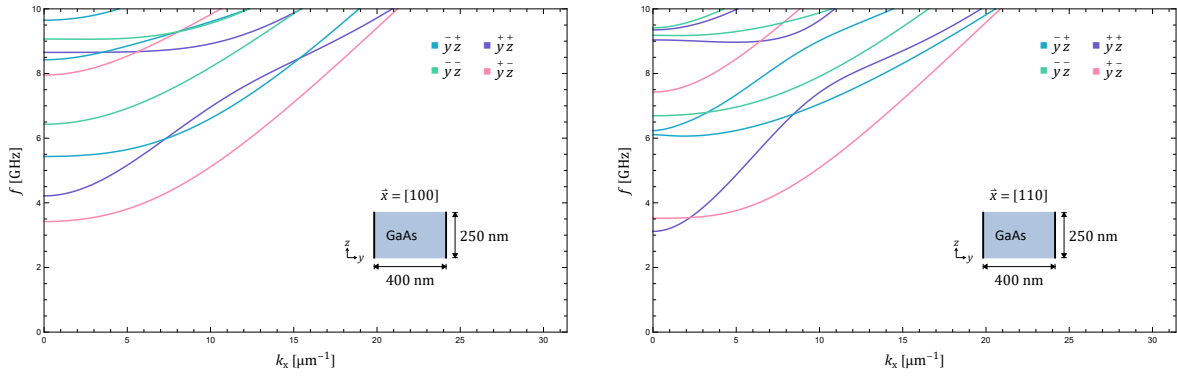 10
8
6
4
2
0
f [GHz]
0 5 10 15 20 25 30
kx [μm⁻¹]
y⁻ z⁺ y⁺ z⁺
y⁻ z⁻ y⁺ z⁻
x⃗ = [100]
GaAs
250 nm
z
y
400 nm
10
8
6
4
2
0
f [GHz]
0 5 10 15 20 25 30
kx [μm⁻¹]
y⁻ z⁺ y⁺ z⁺
y⁻ z⁻ y⁺ z⁻
x⃗ = [110]
GaAs
250 nm
z
y
400 nm